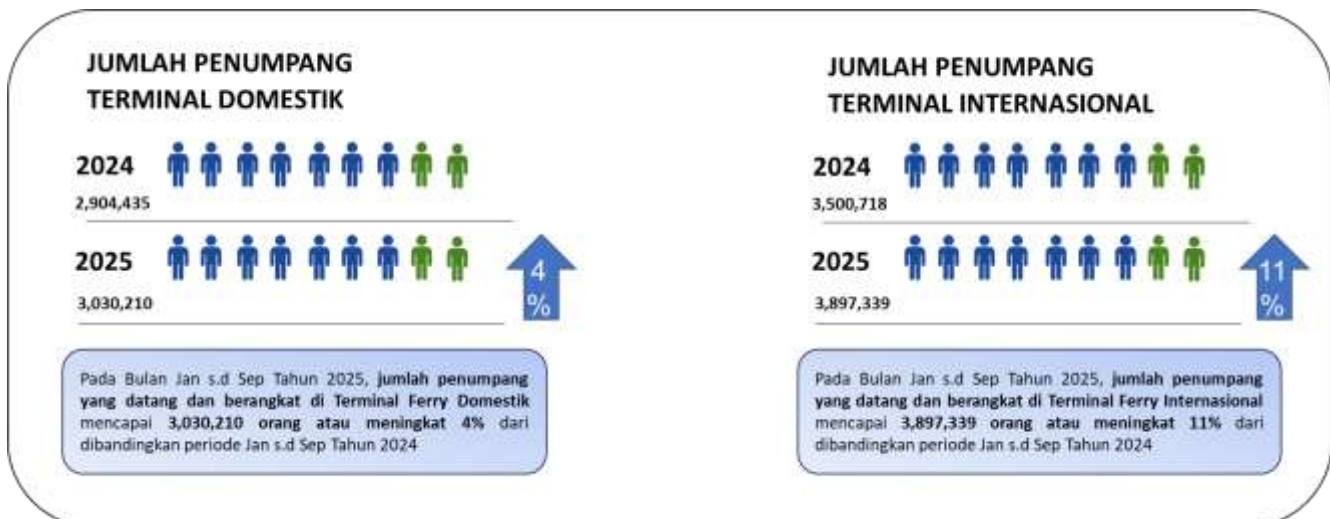 JUMLAH PENUMPANG
TERMINAL DOMESTIK
2024
2,904,435
2025
3,030,210
4
%
Pada Bulan Jan s.d Sep Tahun 2025, jumlah penumpang
yang datang dan berangkat di Terminal Ferry Domestik
mencapai 3,030,210 orang atau meningkat 4% dari
dibandingkan periode Jan s.d Sep Tahun 2024
JUMLAH PENUMPANG
TERMINAL INTERNASIONAL
2024
3,500,718
2025
3,897,339
11
%
Pada Bulan Jan s.d Sep Tahun 2025, jumlah penumpang
yang datang dan berangkat di Terminal Ferry Internasional
mencapai 3,897,339 orang atau meningkat 11% dari
dibandingkan periode Jan s.d Sep Tahun 2024